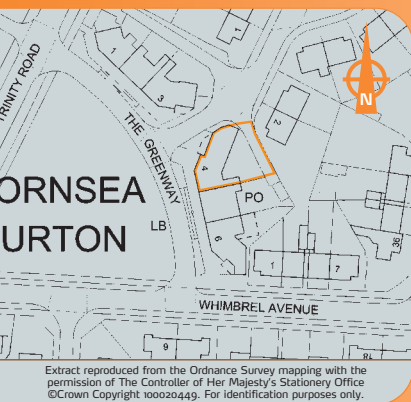 TRINITY ROAD
1
3
1
THE GREENWAY
2
4
N
ORNSEA
URTON
LB
PO
6
1
7
36
WHIMBREL AVENUE
9
Extract reproduced from the Ordnance Survey mapping with the
permission of The Controller of Her Majesty's Stationery Office
©Crown Copyright 100020449. For identification purposes only.